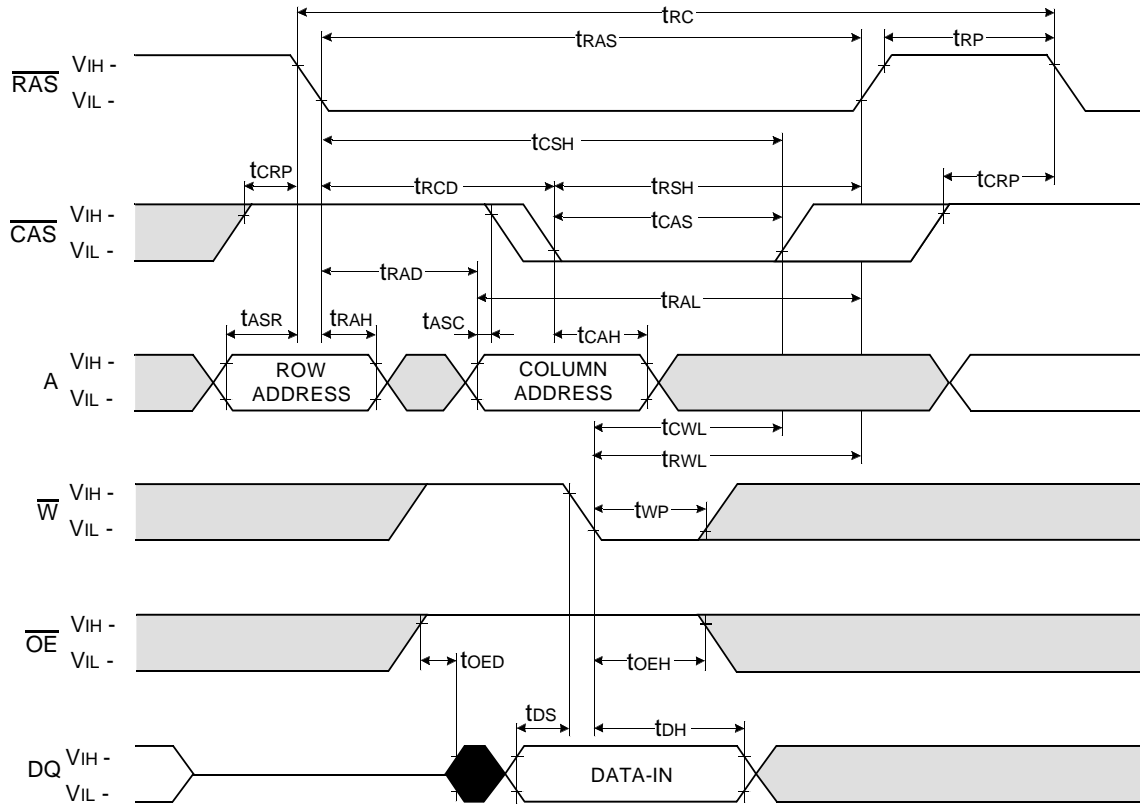 tRC
tRAS
tRP
RAS
VIH -
VIL -
tCSH
tCRP
tRCD
tRSH
tCRP
CAS
VIH -
VIL -
tCAS
tRAD
tRAL
tASR
tRAH
tASC
tCAH
A
VIH -
VIL -
ROW
ADDRESS
COLUMN
ADDRESS
tCWL
tRWL
W
VIH -
VIL -
tWP
OE
VIH -
VIL -
tOED
tOEH
tDS
tDH
DQ
VIH -
VIL -
DATA-IN